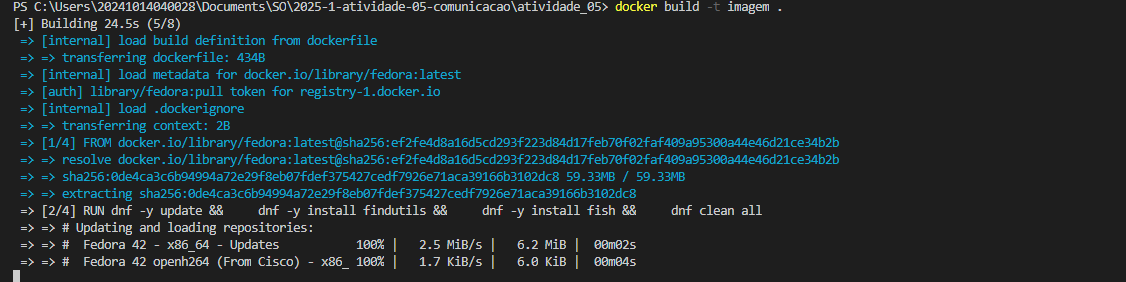 PS C:\Users\20241014040028\Documents\SO\2025-1-atividade-05-comunicacao\atividade_05> docker build -t imagem .
[+] Building 24.5s (5/8)
=> [internal] load build definition from dockerfile
=> => transferring dockerfile: 434B
=> [internal] load metadata for docker.io/library/fedora:latest
=> [auth] library/fedora:pull token for registry-1.docker.io
=> [internal] load .dockerignore
=> => transferring context: 2B
=> [1/4] FROM docker.io/library/fedora:latest@sha256:ef2fe4d8a16d5cd293f223d84d17feb70f02faf409a95300a44e46d21ce34b2b
=> => resolve docker.io/library/fedora:latest@sha256:ef2fe4d8a16d5cd293f223d84d17feb70f02faf409a95300a44e46d21ce34b2b
=> => sha256:0de4ca3c6b94994a72e29f8eb07fdef375427cedf7926e71aca39166b3102dc8 59.33MB / 59.33MB
=> => extracting sha256:0de4ca3c6b94994a72e29f8eb07fdef375427cedf7926e71aca39166b3102dc8
=> [2/4] RUN dnf -y update &&     dnf -y install findutils &&     dnf -y install fish &&     dnf clean all
=> => # Updating and loading repositories:
=> => #  Fedora 42 - x86_64 - Updates           100% |   2.5 MiB/s |   6.2 MiB |  00m02s
=> => #  Fedora 42 openh264 (From Cisco) - x86_ 100% |   1.7 KiB/s |   6.0 KiB |  00m04s